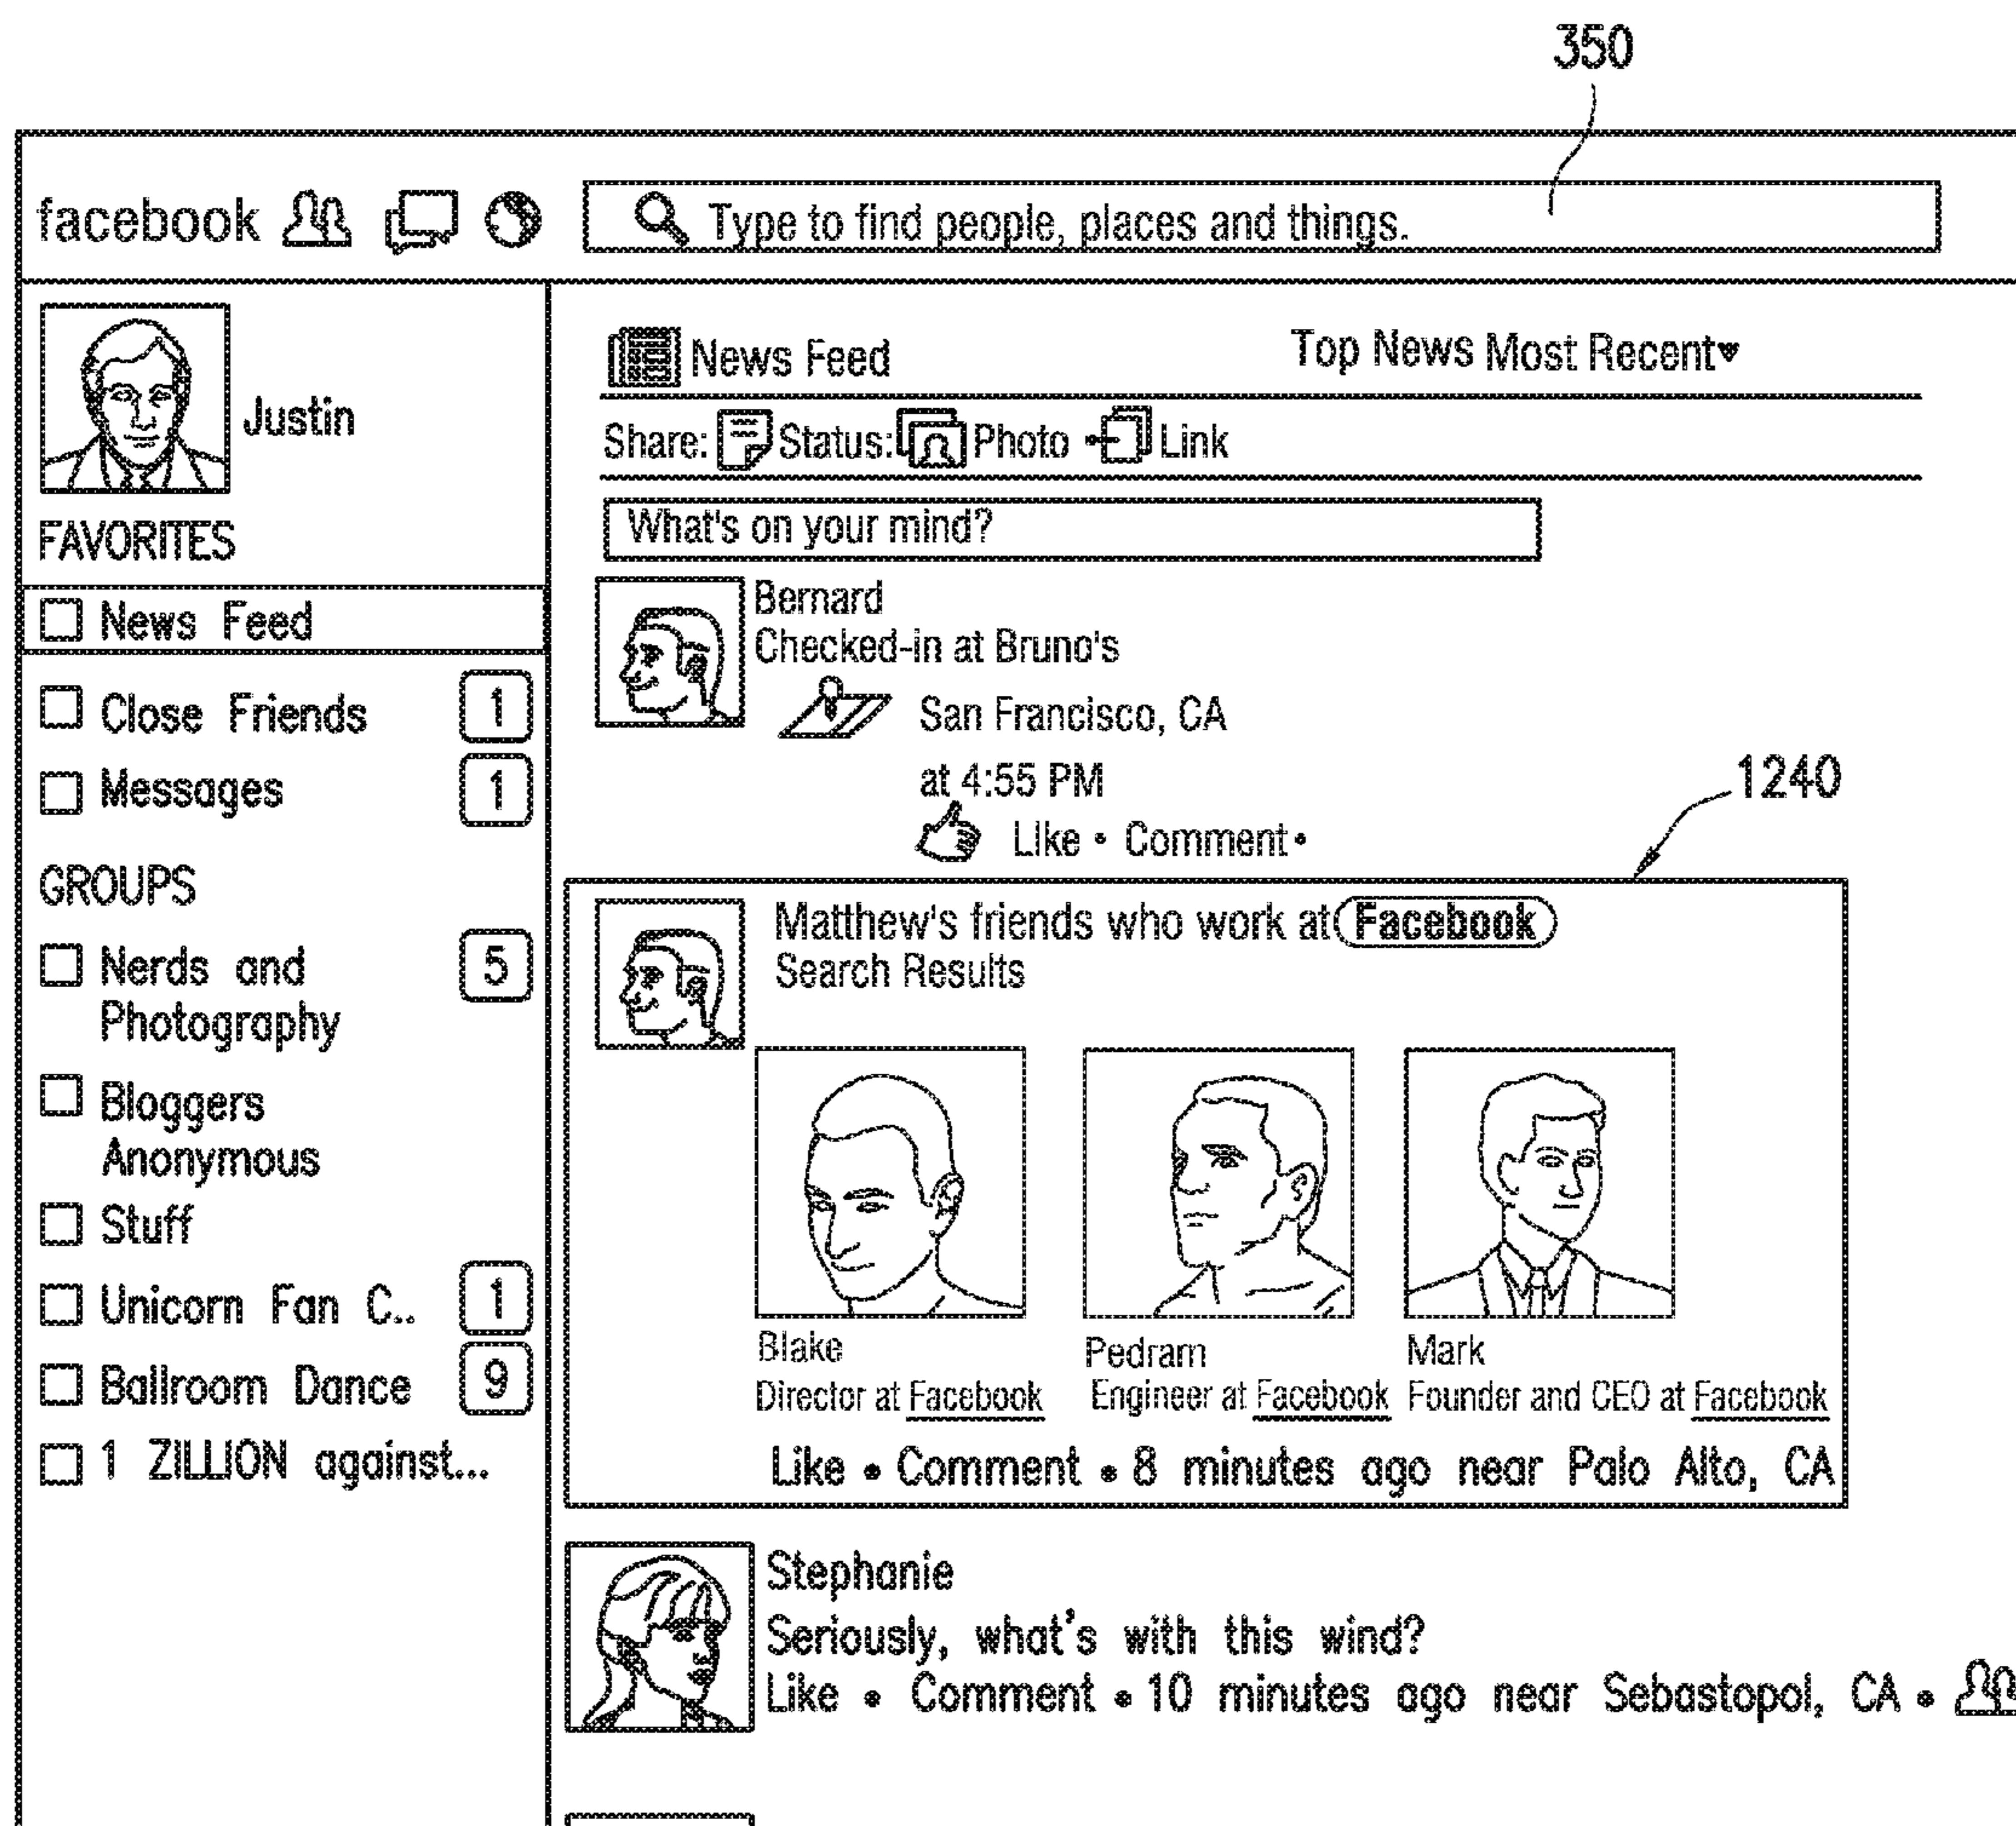 350
facebook Type to find people, places and things.
Justin
FAVORITES
News Feed
Close Friends 1
Messages 1
GROUPS
Nerds and 5
Photography
Bloggers
Anonymous
Stuff
Unicorn Fan C.. 1
Ballroom Dance 9
1 ZILLION against...
News Feed Top News Most Recent
Share: Status: Photo Link
What's on your mind?
Bernard
Checked-in at Bruno's
San Francisco, CA
at 4:55 PM
Like • Comment •
1240
Matthew's friends who work at Facebook
Search Results
Blake Pedram Mark
Director at Facebook Engineer at Facebook Founder and CEO at Facebook
Like • Comment • 8 minutes ago near Palo Alto, CA
Stephanie
Seriously, what's with this wind?
Like • Comment • 10 minutes ago near Sebastopol, CA •